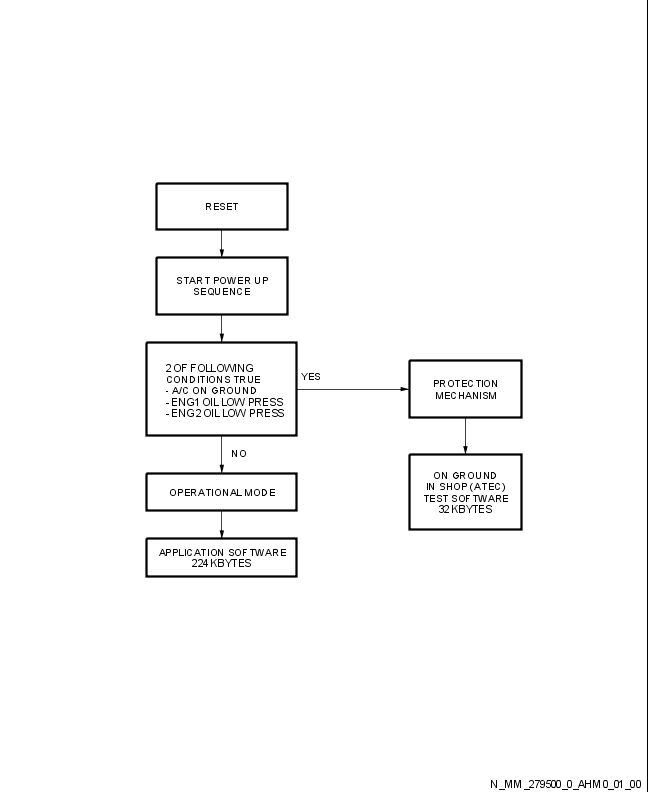 RESET
START POWER UP
SEQUENCE
2 OF FOLLOWING
CONDITIONS TRUE
- A/C ON GROUND
- ENG1 OIL LOW PRESS
- ENG2 OIL LOW PRESS
YES
PROTECTION
MECHANISM
NO
ON GROUND
IN SHOP (ATEC)
TEST SOFTWARE
32 KBYTES
OPERATIONAL MODE
APPLICATION SOFTWARE
224 KBYTES
N_MM_279500_0_AHM0_01_00